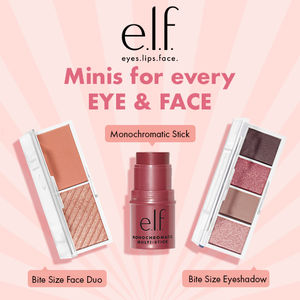 e.l.f.
eyes.lips.face.
Minis for every
EYE & FACE
Monochromatic Stick
e.l.f
MONOCHROMATIC
MULTI-STICK
Bite Size Face Duo
Bite Size Eyeshadow